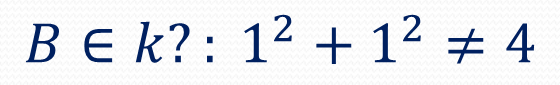 B ∈ k?: 1² + 1² ≠ 4